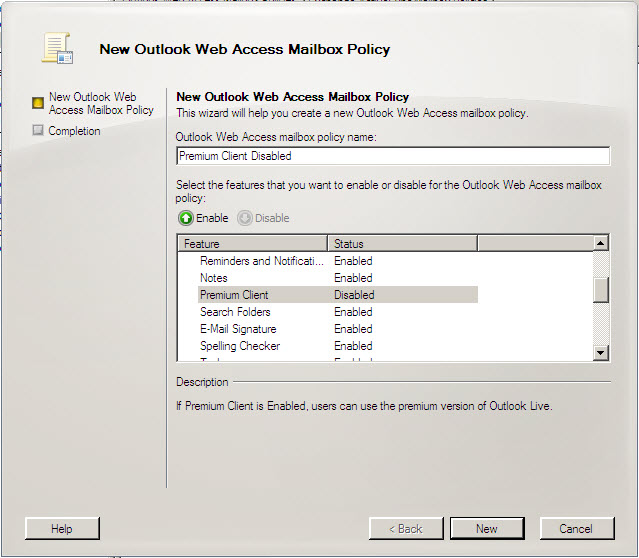 New Outlook Web Access Mailbox Policy
New Outlook Web
Access Mailbox Policy
Completion
New Outlook Web Access Mailbox Policy
This wizard will help you create a new Outlook Web Access mailbox policy.
Outlook Web Access mailbox policy name:
Premium Client Disabled
Select the features that you want to enable or disable for the Outlook Web Access mailbox
policy:
Enable Disable
Feature Status
Reminders and Notificati... Enabled
Notes Enabled
Premium Client Disabled
Search Folders Enabled
E-Mail Signature Enabled
Spelling Checker Enabled
Description
If Premium Client is Enabled, users can use the premium version of Outlook Live.
Help < Back New Cancel